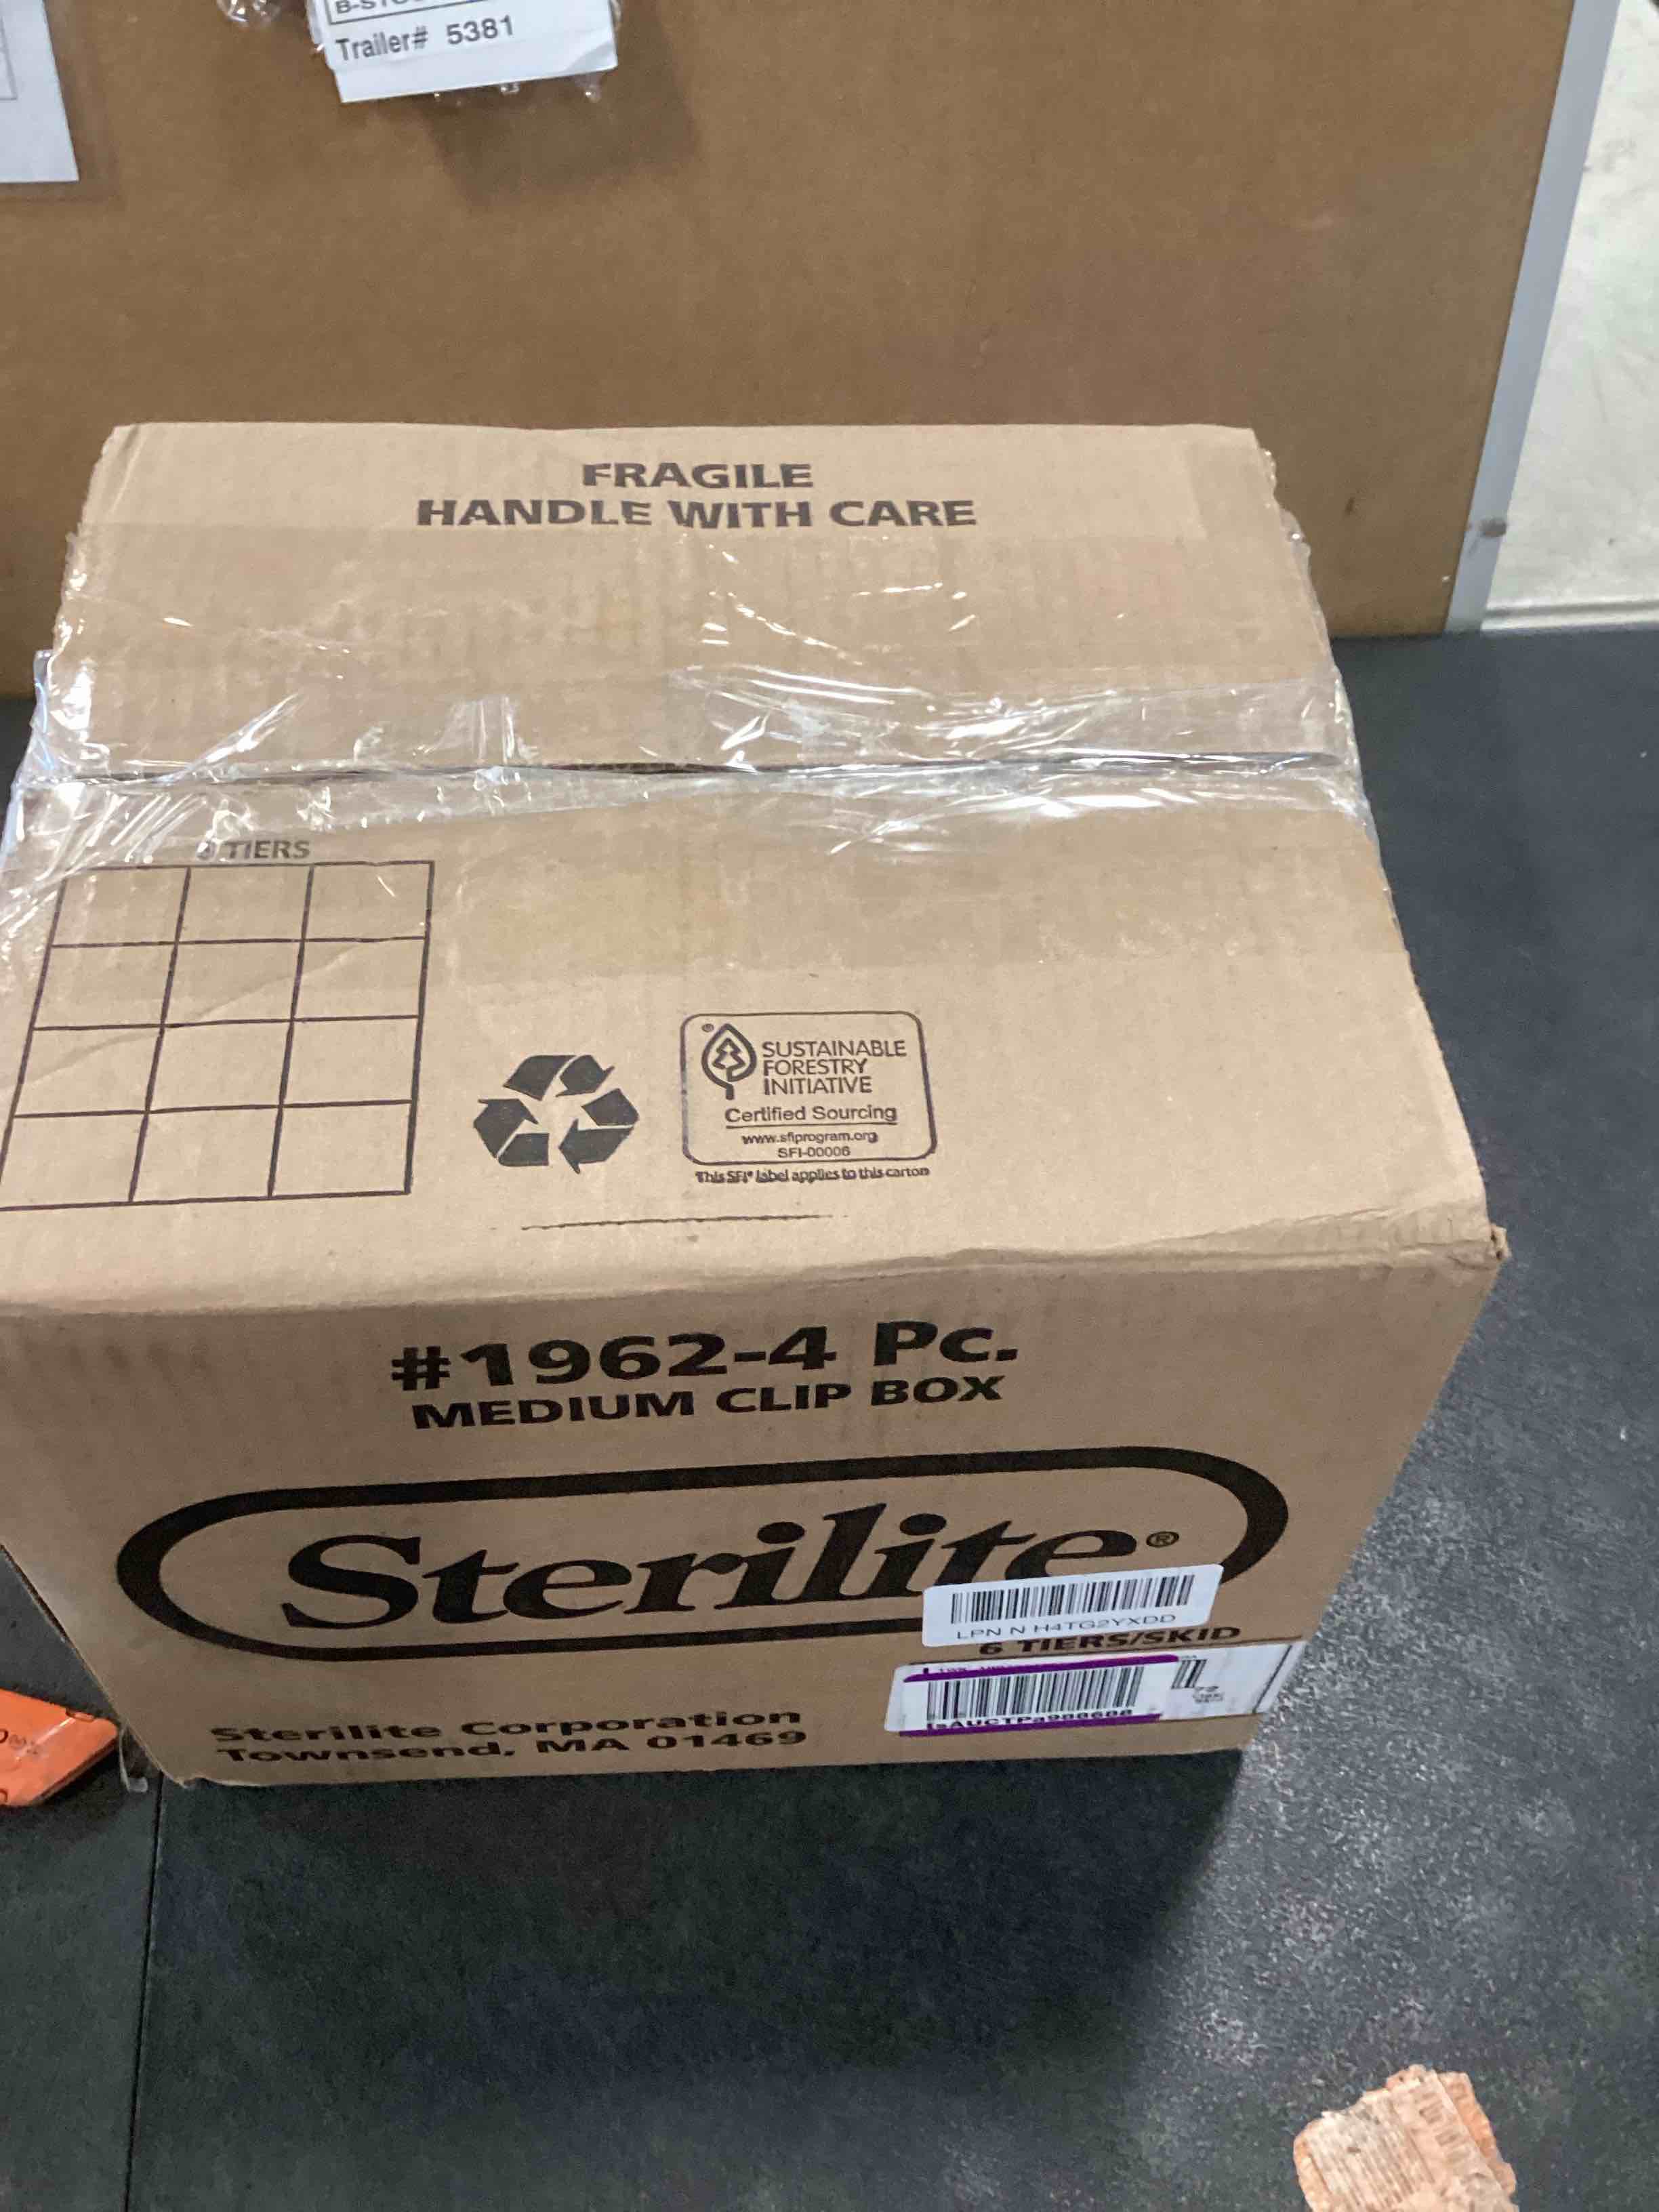 Trailer# 5381
FRAGILE
HANDLE WITH CARE
TIERS
SUSTAINABLE
FORESTRY
INITIATIVE
Certified Sourcing
www.sfiprogram.org
SFI-00006
This SFI® label applies to this carton
#1962-4 Pc.
MEDIUM CLIP BOX
Sterilite®
LPN N H4TG2YXDD
6 TIERS/SKID
Sterilite Corporation
Townsend, MA 01469